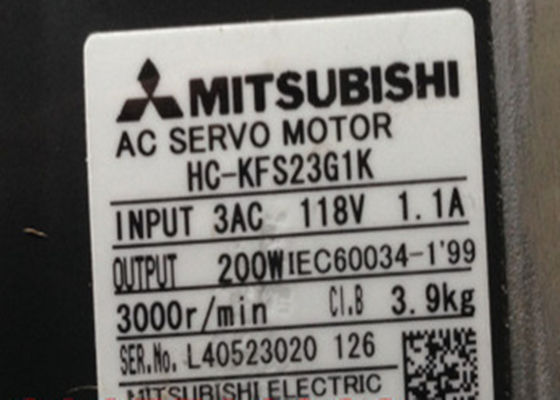 MITSUBISHI
AC SERVO MOTOR
HC-KFS23G1K
INPUT 3AC 118V 1.1A
OUTPUT 200W IEC60034-1'99
3000r/min Cl.B 3.9kg
SER.No. L40523020 126
MITSUBISHI ELECTRIC